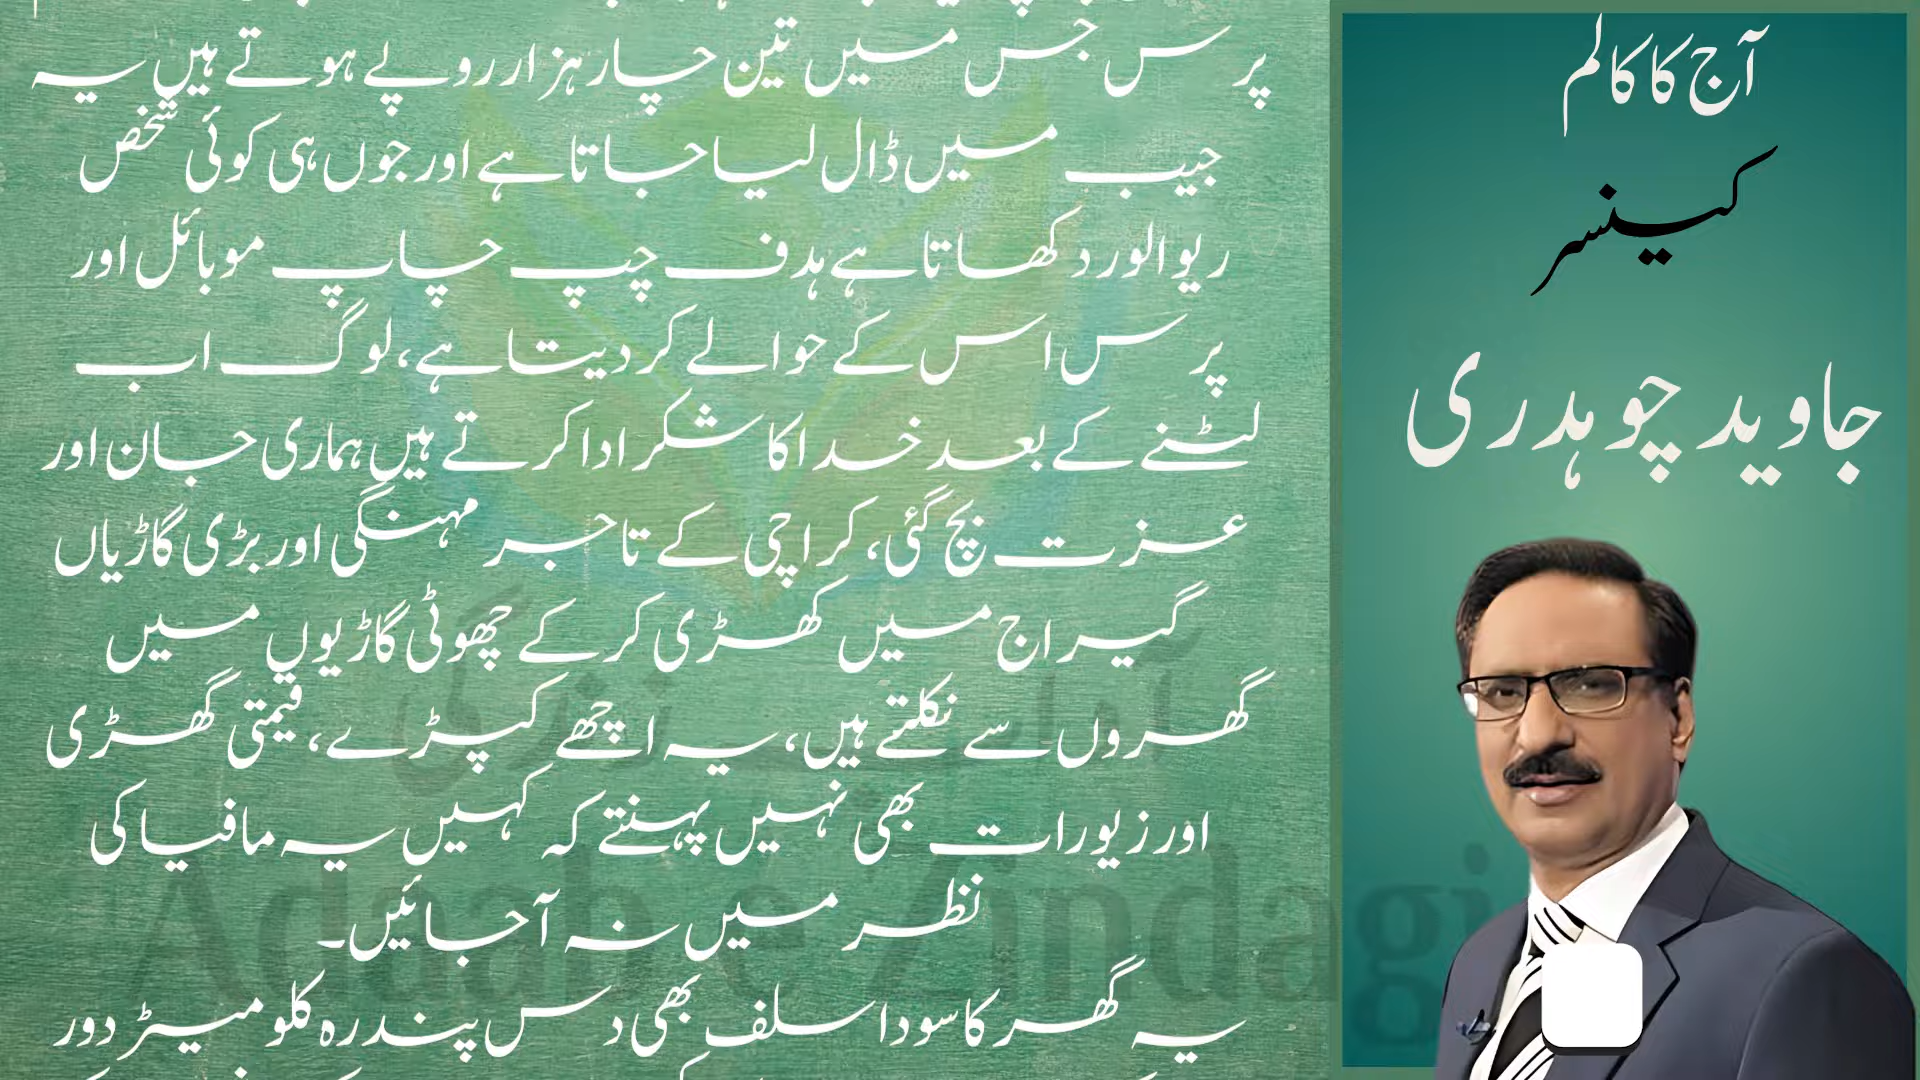 پرس جس میں تین چار ہزار روپے ہوتے ہیں یہ
جیب میں ڈال لیا جاتا ہے اور جوں ہی کوئی شخص
ریوالور دکھاتا ہے ہدف چپ چاپ موبائل اور
پرس اس کے حوالے کر دیتا ہے، لوگ اب
لٹنے کے بعد خدا کا شکر ادا کرتے ہیں ہماری جان اور
عزت بچ گئی، کراچی کے تاجر مہنگی اور بڑی گاڑیاں
گیراج میں کھڑی کر کے چھوٹی گاڑیوں میں
گھروں سے نکلتے ہیں، یہ اچھے کپڑے، قیمتی گھڑی
اور زیورات بھی نہیں پہنتے کہ کہیں یہ مافیا کی
نظر میں نہ آجائیں۔
یہ گھر کا سودا سلف بھی دس پندرہ کلو میٹر دور
آج کا کالم
کینسر
جاوید چوہدری
Adaab e Zindagi